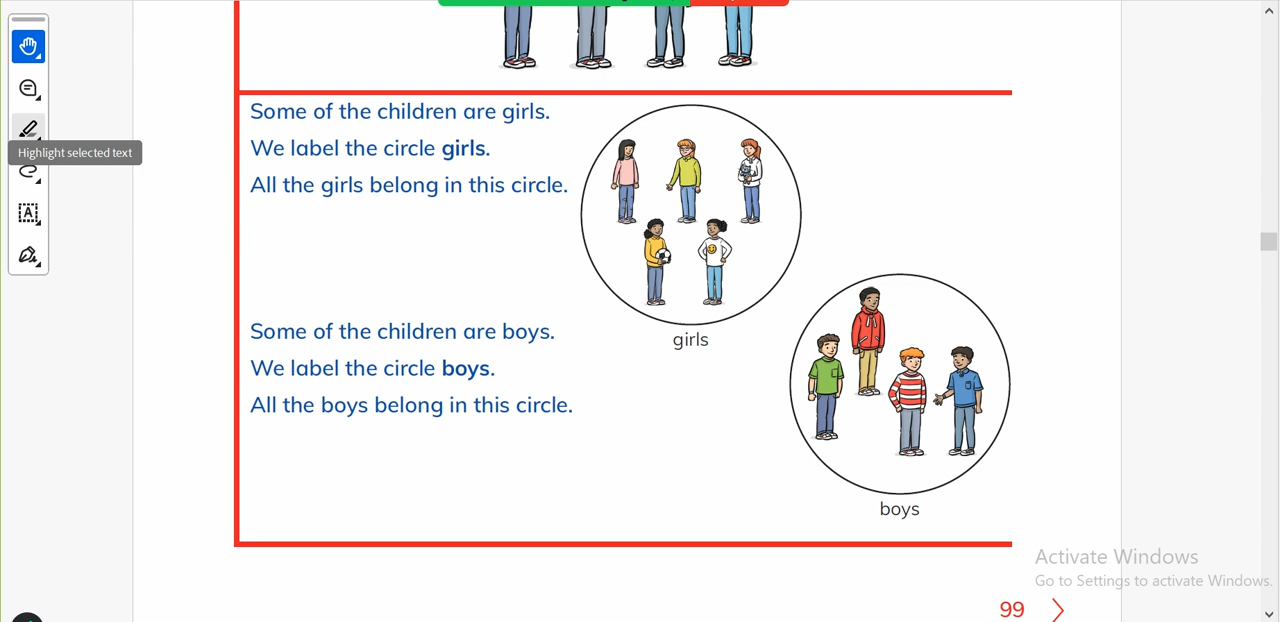 Highlight selected text
Some of the children are girls.
We label the circle girls.
All the girls belong in this circle.
girls
Some of the children are boys.
We label the circle boys.
All the boys belong in this circle.
boys
Activate Windows
Go to Settings to activate Windows.
99